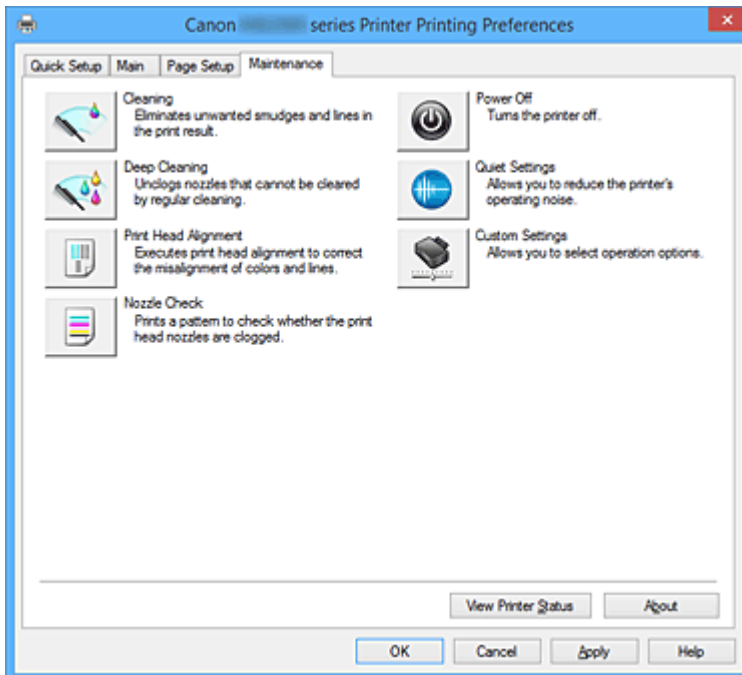 Canon series Printer Printing Preferences
Quick Setup
Main
Page Setup
Maintenance
Cleaning
Eliminates unwanted smudges and lines in
the print result.
Deep Cleaning
Unclogs nozzles that cannot be cleared
by regular cleaning.
Print Head Alignment
Executes print head alignment to correct
the misalignment of colors and lines.
Nozzle Check
Prints a pattern to check whether the print
head nozzles are clogged.
Power Off
Turns the printer off.
Quiet Settings
Allows you to reduce the printer's
operating noise.
Custom Settings
Allows you to select operation options.
View Printer Status
About
OK
Cancel
Apply
Help